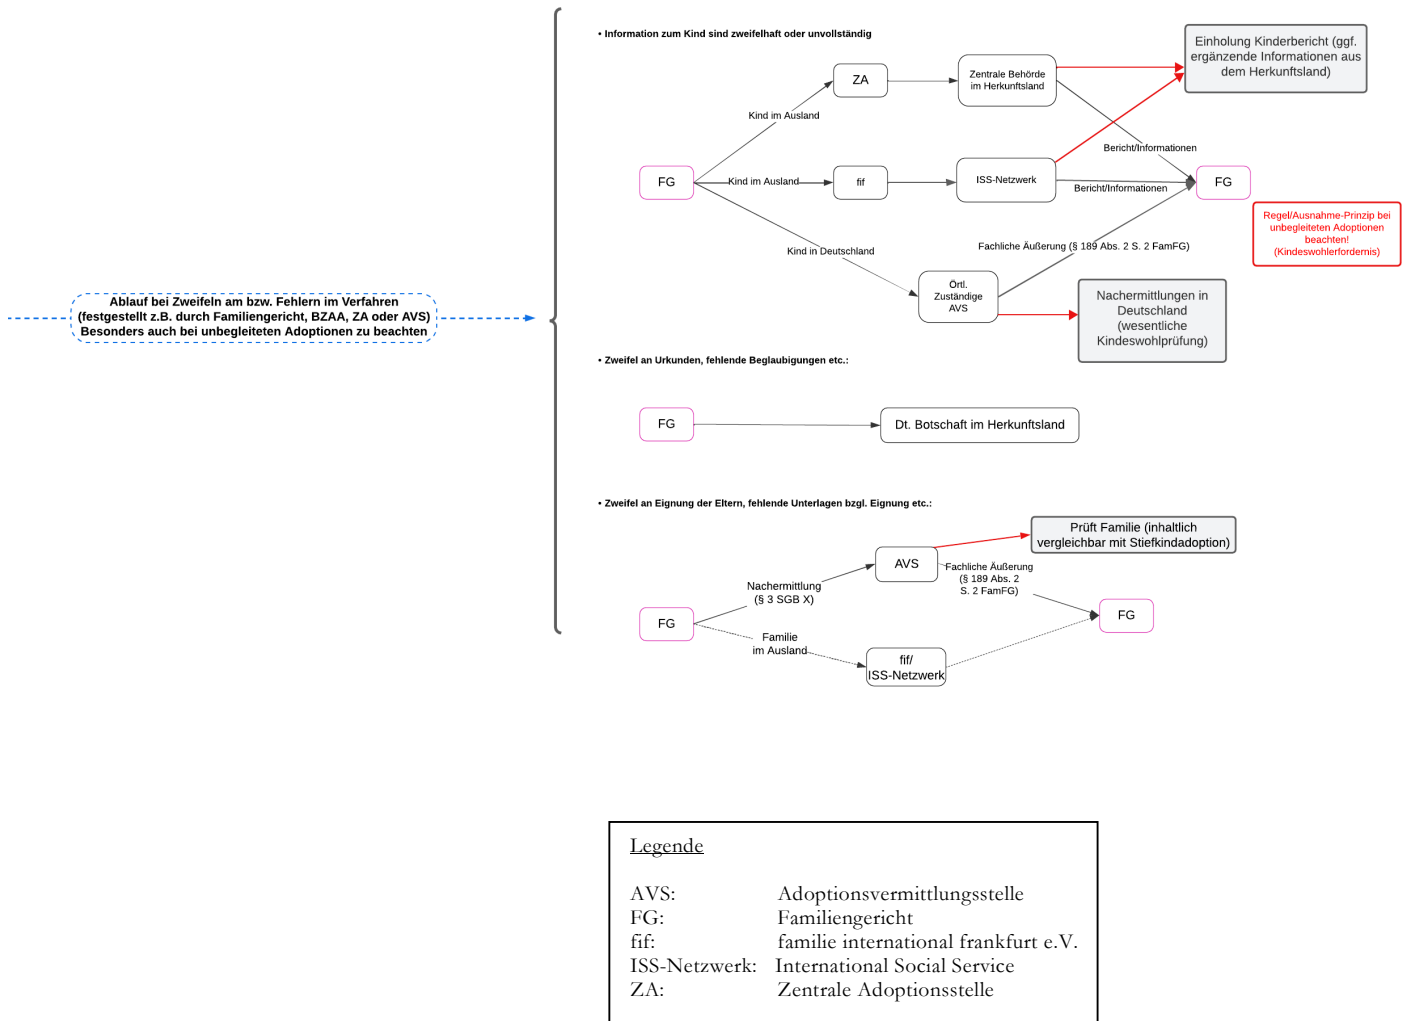 Ablauf bei Zweifeln am bzw. Fehlern im Verfahren
(festgestellt z.B. durch Familiengericht, BZAA, ZA oder AVS)
Besonders auch bei unbegleiteten Adoptionen zu beachten
• Information zum Kind sind zweifelhaft oder unvollständig
FG
Kind im Ausland
ZA
Zentrale Behörde
im Herkunftsland
Einholung Kinderbericht (ggf.
ergänzende Informationen aus
dem Herkunftsland)
Bericht/Informationen
Kind im Ausland
fif
ISS-Netzwerk
Bericht/Informationen
FG
Regel/Ausnahme-Prinzip bei
unbegleiteten Adoptionen
beachten!
(Kindeswohlerfordernis)
Kind in Deutschland
Fachliche Äußerung (§ 189 Abs. 2 S. 2 FamFG)
Örtl.
Zuständige
AVS
Nachermittlungen in
Deutschland
(wesentliche
Kindeswohlprüfung)
• Zweifel an Urkunden, fehlende Beglaubigungen etc.:
FG
Dt. Botschaft im Herkunftsland
• Zweifel an Eignung der Eltern, fehlende Unterlagen bzgl. Eignung etc.:
Prüft Familie (inhaltlich
vergleichbar mit Stiefkindadoption)
AVS
Fachliche Äußerung
(§ 189 Abs. 2
S. 2 FamFG)
Nachermittlung
(§ 3 SGB X)
FG
FG
Familie
im Ausland
fif/
ISS-Netzwerk
Legende
AVS: Adoptionsvermittlungsstelle
FG: Familiengericht
fif: familie international frankfurt e.V.
ISS-Netzwerk: International Social Service
ZA: Zentrale Adoptionsstelle